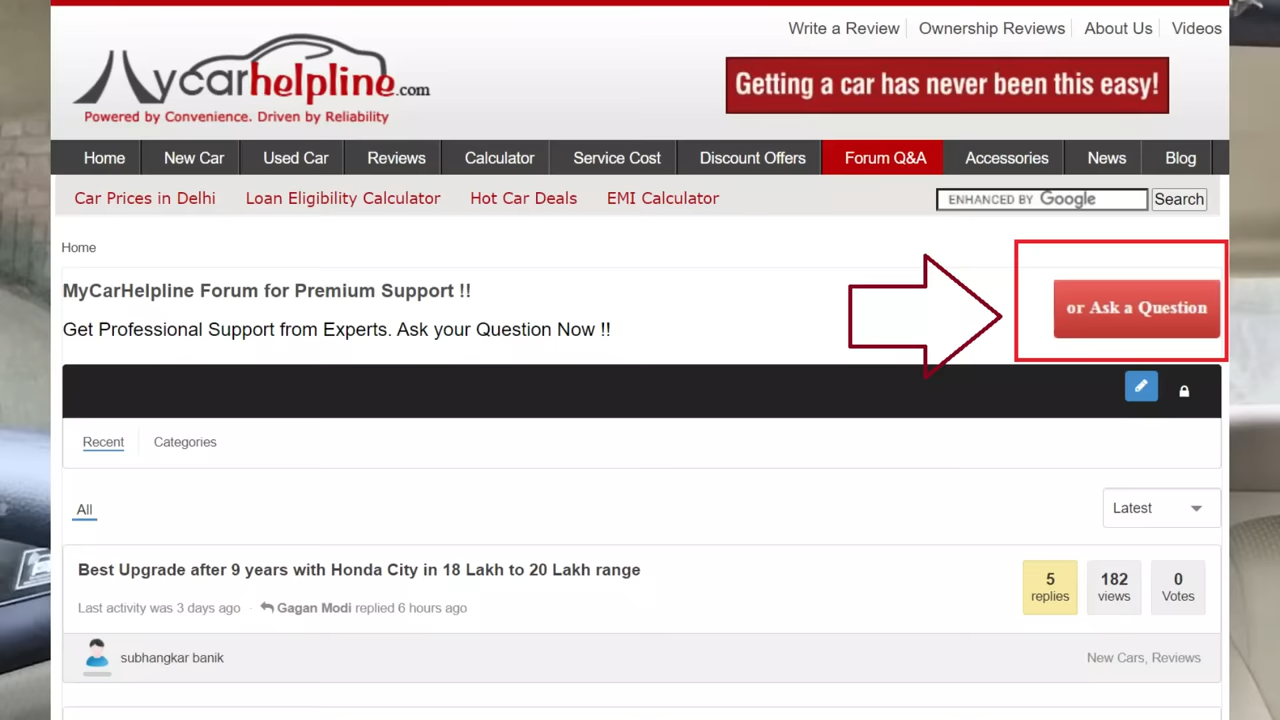 Write a Review
Ownership Reviews
About Us
Videos
Mycarhelpline.com
Powered by Convenience. Driven by Reliability
Getting a car has never been this easy!
Home
New Car
Used Car
Reviews
Calculator
Service Cost
Discount Offers
Forum Q&A
Accessories
News
Blog
Car Prices in Delhi
Loan Eligibility Calculator
Hot Car Deals
EMI Calculator
ENHANCED BY Google
Search
Home
MyCarHelpline Forum for Premium Support !!
or Ask a Question
Get Professional Support from Experts. Ask your Question Now !!
Recent
Categories
All
Latest
Best Upgrade after 9 years with Honda City in 18 Lakh to 20 Lakh range
5
replies
182
views
0
Votes
Last activity was 3 days ago · Gagan Modi replied 6 hours ago
subhangkar banik
New Cars, Reviews